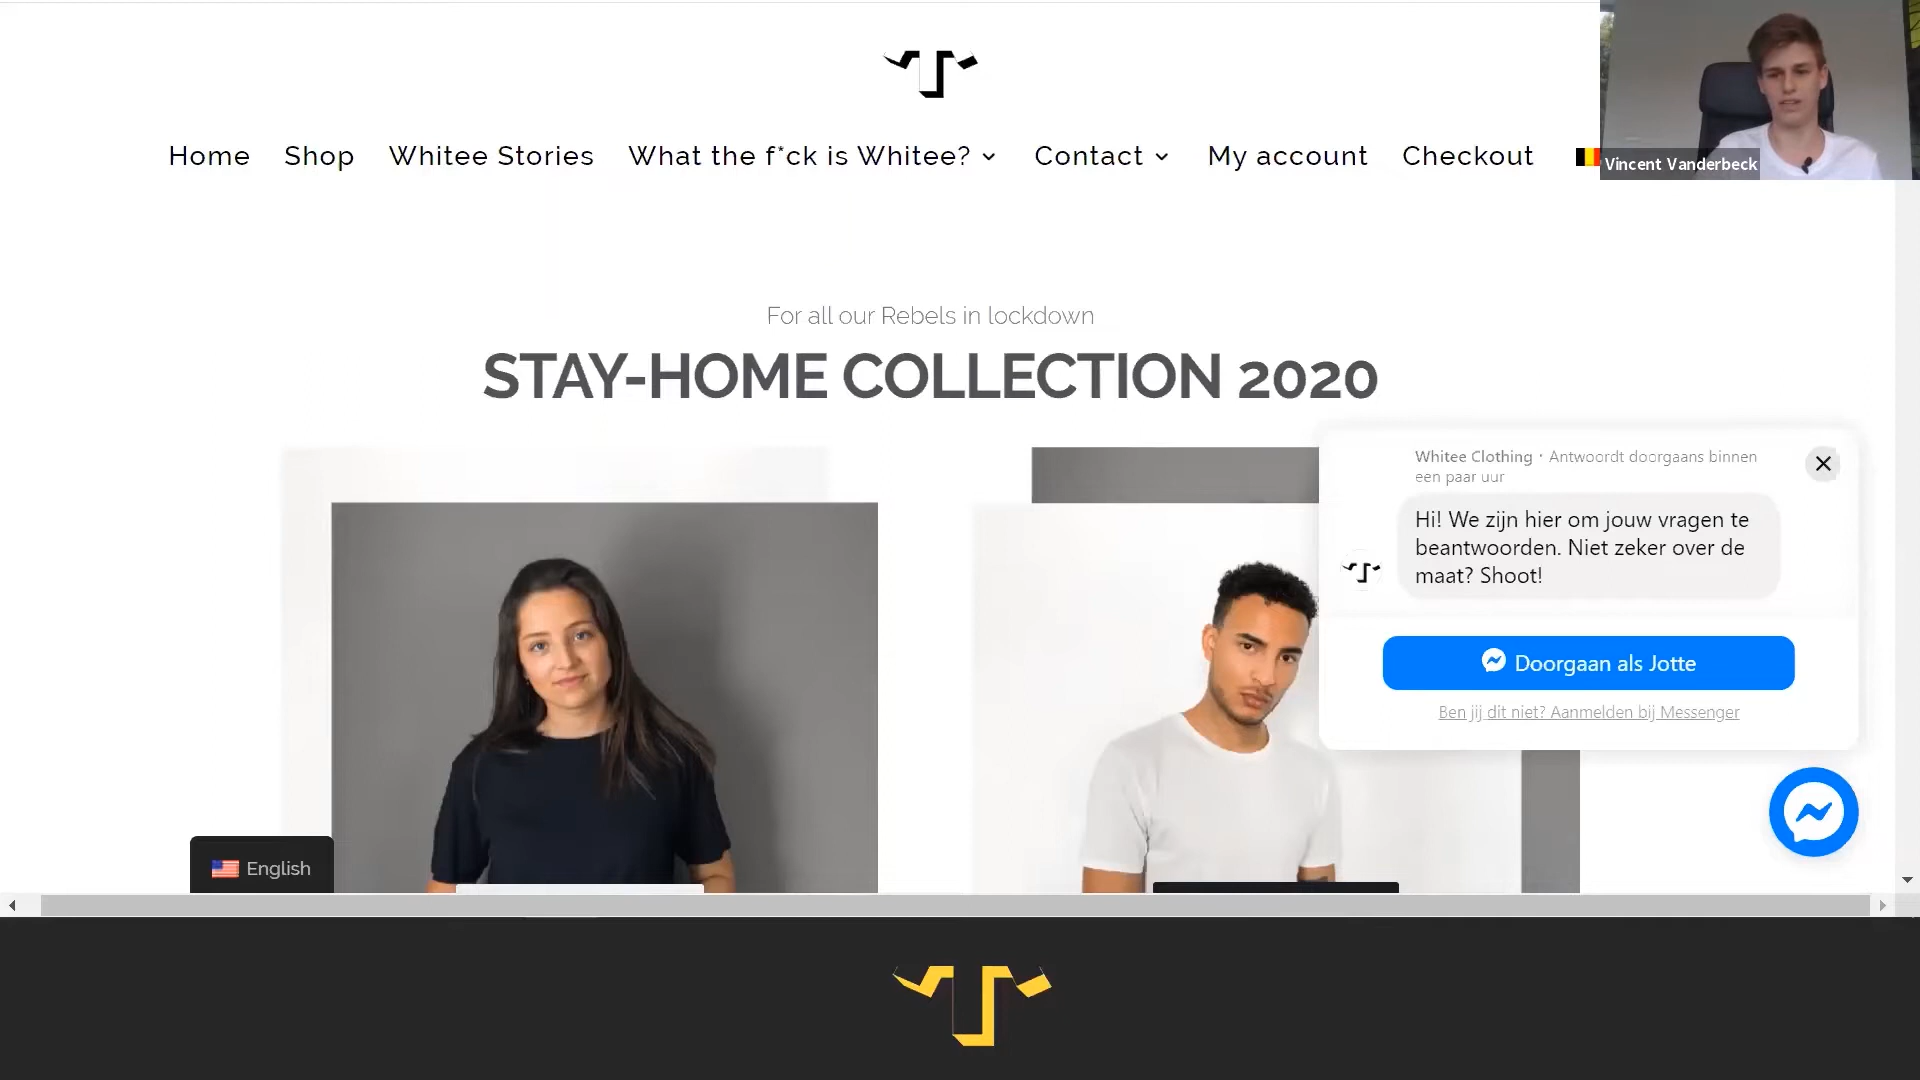 Home Shop Whitee Stories What the f*ck is Whitee? Contact My account Checkout
Vincent Vanderbeck
For all our Rebels in lockdown
STAY-HOME COLLECTION 2020
Whitee Clothing · Antwoordt doorgaans binnen
een paar uur
Hi! We zijn hier om jouw vragen te
beantwoorden. Niet zeker over de
maat? Shoot!
Doorgaan als Jotte
Ben jij dit niet? Aanmelden bij Messenger
English